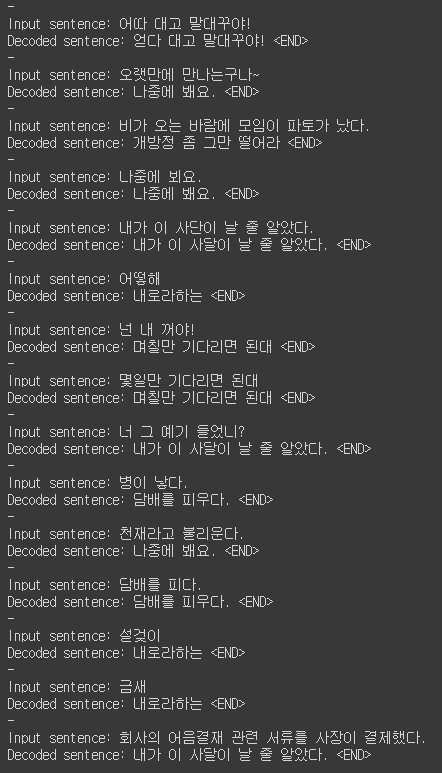 -
Input sentence: 어따 대고 말대꾸야!
Decoded sentence: 얻다 대고 말대꾸야! <END>
-
Input sentence: 오랫만에 만나는구나~
Decoded sentence: 나중에 봬요. <END>
-
Input sentence: 비가 오는 바람에 모임이 파토가 났다.
Decoded sentence: 개방정 좀 그만 떨어라 <END>
-
Input sentence: 나중에 뵈요.
Decoded sentence: 나중에 봬요. <END>
-
Input sentence: 내가 이 사단이 날 줄 알았다.
Decoded sentence: 내가 이 사달이 날 줄 알았다. <END>
-
Input sentence: 어떻해
Decoded sentence: 내로라하는 <END>
-
Input sentence: 넌 내 꺼야!
Decoded sentence: 며칠만 기다리면 된대 <END>
-
Input sentence: 몇일만 기다리면 된대
Decoded sentence: 며칠만 기다리면 된대 <END>
-
Input sentence: 너 그 예기 들었니?
Decoded sentence: 내가 이 사달이 날 줄 알았다. <END>
-
Input sentence: 병이 낳다.
Decoded sentence: 담배를 피우다. <END>
-
Input sentence: 천재라고 불리운다.
Decoded sentence: 나중에 봬요. <END>
-
Input sentence: 담배를 피다.
Decoded sentence: 담배를 피우다. <END>
-
Input sentence: 설겆이
Decoded sentence: 내로라하는 <END>
-
Input sentence: 금새
Decoded sentence: 내로라하는 <END>
-
Input sentence: 회사의 어음결재 관련 서류를 사장이 결제했다.
Decoded sentence: 내가 이 사달이 날 줄 알았다. <END>